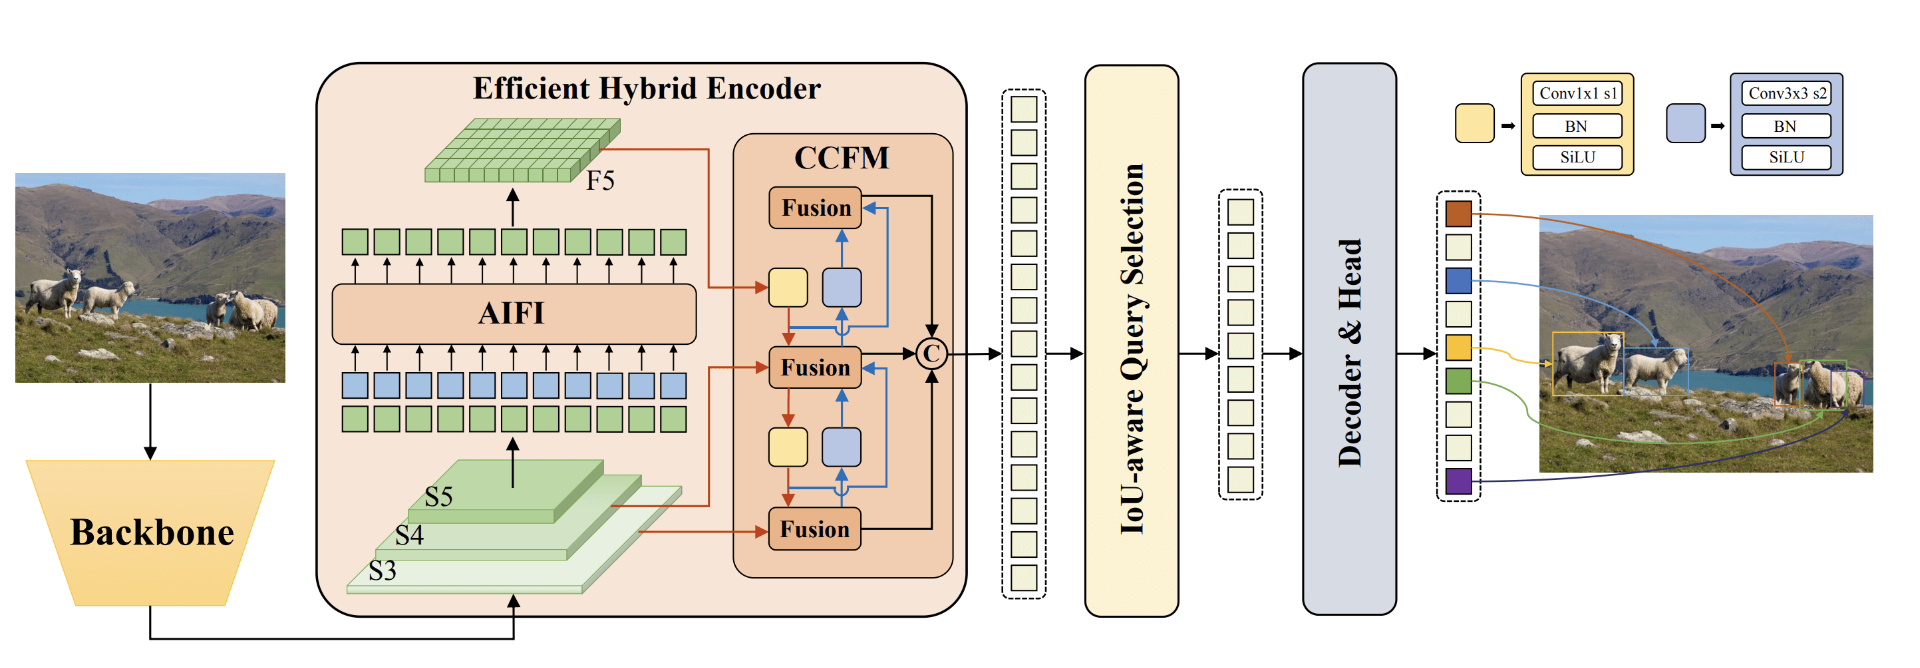 Efficient Hybrid Encoder
F5
AIFI
S5
S4
S3
Backbone
CCFM
Fusion
Fusion
Fusion
C
IoU-aware Query Selection
Decoder & Head
Conv1x1 s1
BN
SiLU
Conv3x3 s2
BN
SiLU